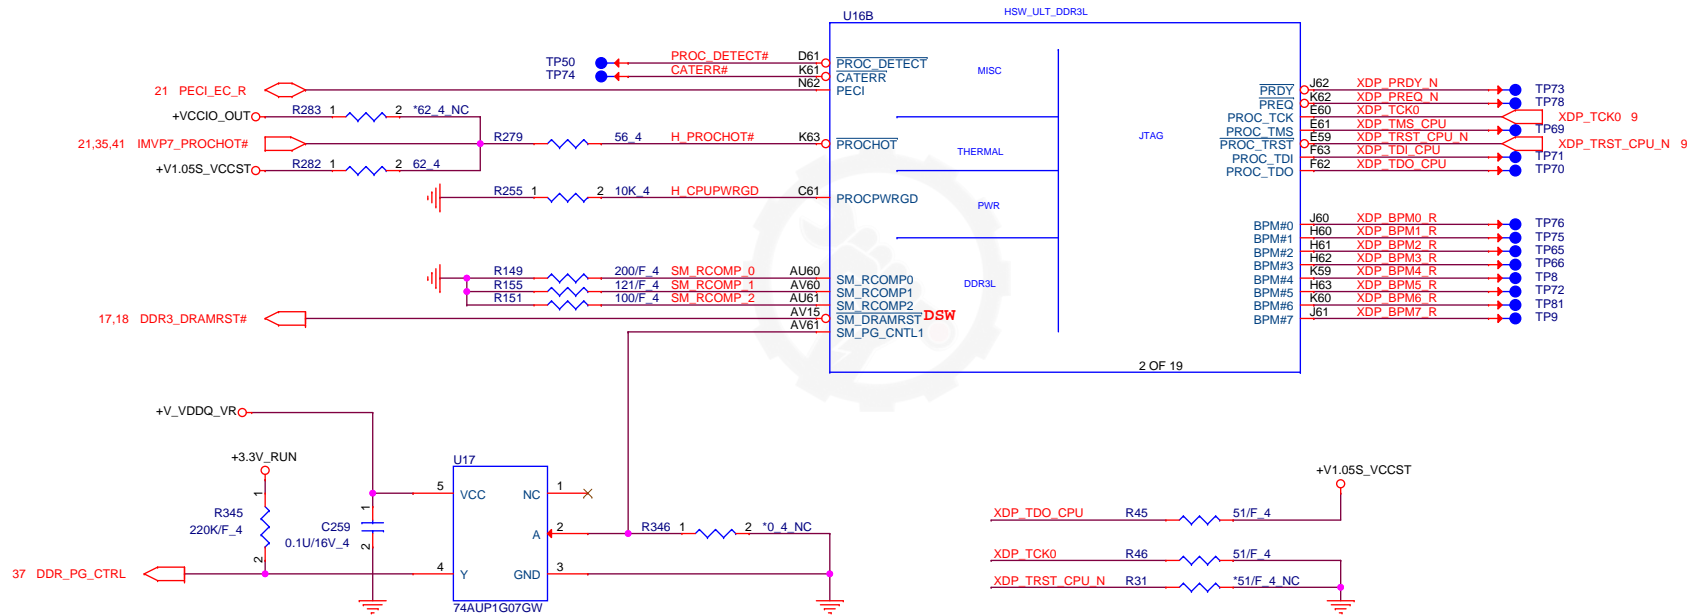 U16B
HSW_ULT_DDR3L
TP50 PROC_DETECT# D61 PROC_DETECT
TP74 CATERR# K61 CATERR
MISC
21 PECI_EC_R N62 PECI
J62 XDP_PRDY_N TP73
PRDY
K62 XDP_PREQ_N TP78
PREQ
+VCCIO_OUT R283 1 2 *62_4_NC
E60 XDP_TCK0 XDP_TCK0 9
PROC_TCK
E61 XDP_TMS_CPU TP69
PROC_TMS
21,35,41 IMVP7_PROCHOT# R279 56_4 H_PROCHOT# K63 PROCHOT
JTAG
E59 XDP_TRST_CPU_N XDP_TRST_CPU_N 9
PROC_TRST
THERMAL
F63 XDP_TDI_CPU TP71
PROC_TDI
+V1.05S_VCCST R282 1 2 62_4
F62 XDP_TDO_CPU TP70
PROC_TDO
R255 1 2 10K_4 H_CPUPWRGD C61 PROCPWRGD
PWR
BPM#0 J60 XDP_BPM0_R TP76
BPM#1 H60 XDP_BPM1_R TP75
BPM#2 H61 XDP_BPM2_R TP65
BPM#3 H62 XDP_BPM3_R TP66
BPM#4 K59 XDP_BPM4_R TP8
BPM#5 H63 XDP_BPM5_R TP72
BPM#6 K60 XDP_BPM6_R TP81
BPM#7 J61 XDP_BPM7_R TP9
R149 200/F_4 SM_RCOMP_0 AU60 SM_RCOMP0
R155 121/F_4 SM_RCOMP_1 AV60 SM_RCOMP1
DDR3L
R151 100/F_4 SM_RCOMP_2 AU61 SM_RCOMP2
17,18 DDR3_DRAMRST# AV15 SM_DRAMRST DSW
AV61 SM_PG_CNTL1
2 OF 19
+V_VDDQ_VR
+3.3V_RUN
U17
+V1.05S_VCCST
5 VCC NC 1
1
1
R345
220K/F_4
C259
0.1U/16V_4
2
2
A 2 R346 1 2 *0_4_NC
XDP_TDO_CPU R45 51/F_4
XDP_TCK0 R46 51/F_4
37 DDR_PG_CTRL 4 Y GND 3
XDP_TRST_CPU_N R31 *51/F_4_NC
74AUP1G07GW